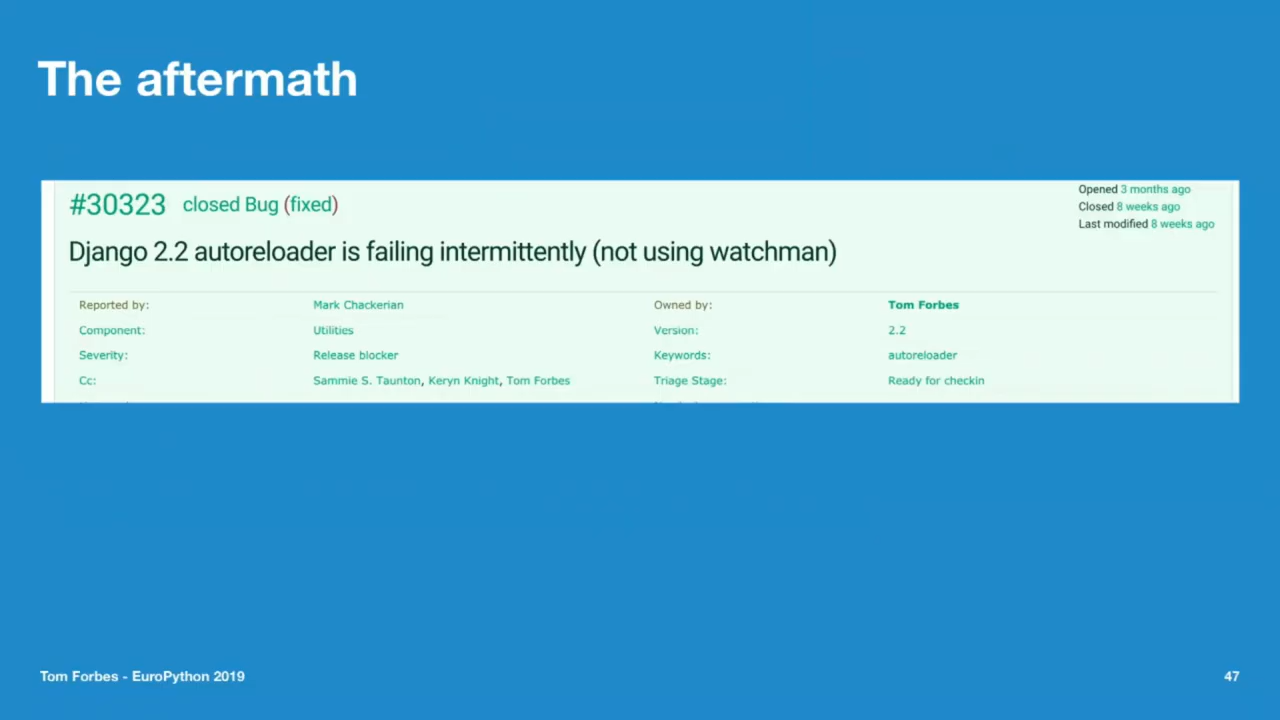 The aftermath
#30323 closed Bug (fixed)
Opened 3 months ago
Closed 8 weeks ago
Last modified 8 weeks ago
Django 2.2 autoreloader is failing intermittently (not using watchman)
Reported by: Mark Chackerian Owned by: Tom Forbes
Component: Utilities Version: 2.2
Severity: Release blocker Keywords: autoreloader
Cc: Sammie S. Taunton, Keryn Knight, Tom Forbes Triage Stage: Ready for checkin
Tom Forbes - EuroPython 2019
47